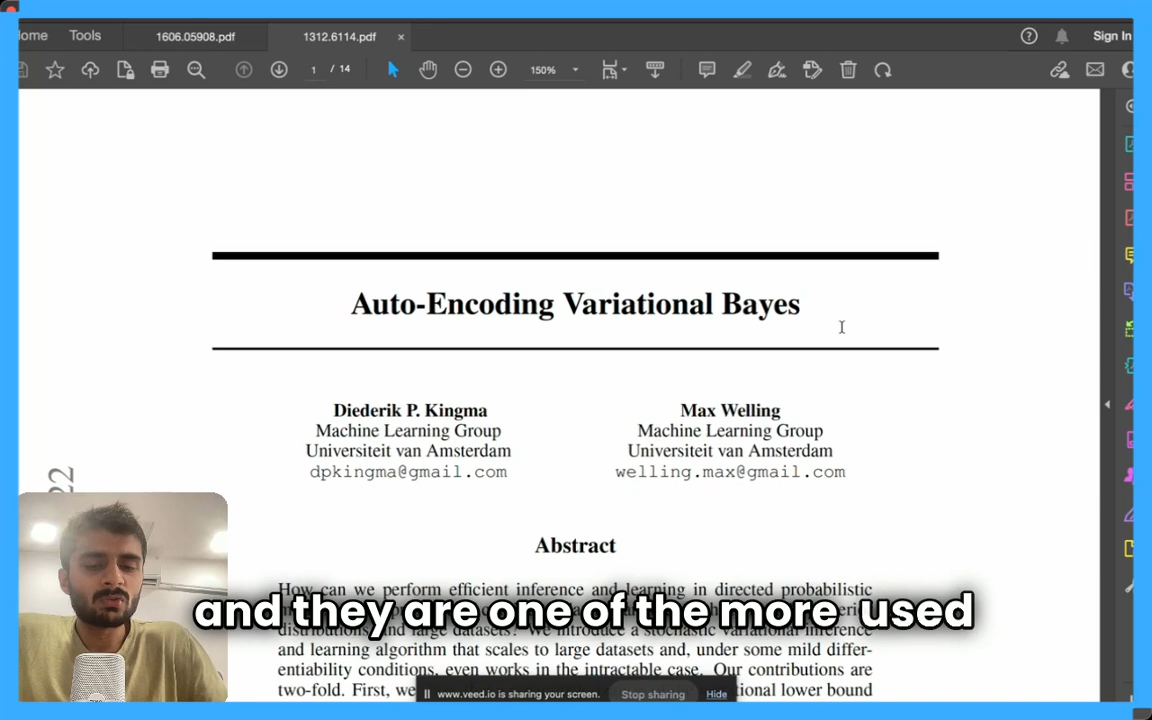 ome Tools 1606.05908.pdf 1312.6114.pdf × Sign In
1 / 14 150%
Auto-Encoding Variational Bayes
Diederik P. Kingma Max Welling
Machine Learning Group Machine Learning Group
Universiteit van Amsterdam Universiteit van Amsterdam
dpkingma@gmail.com welling.max@gmail.com
22
Abstract
How can we perform efficient inference and learning in directed probabilistic
and they are one of the more used
distributions, and large datasets? We introduce a stochastic variational inference
and learning algorithm that scales to large datasets and, under some mild differ-
entiability conditions, even works in the intractable case. Our contributions are
two-fold. First, we
tional lower bound
www.veed.io is sharing your screen. Stop sharing Hide